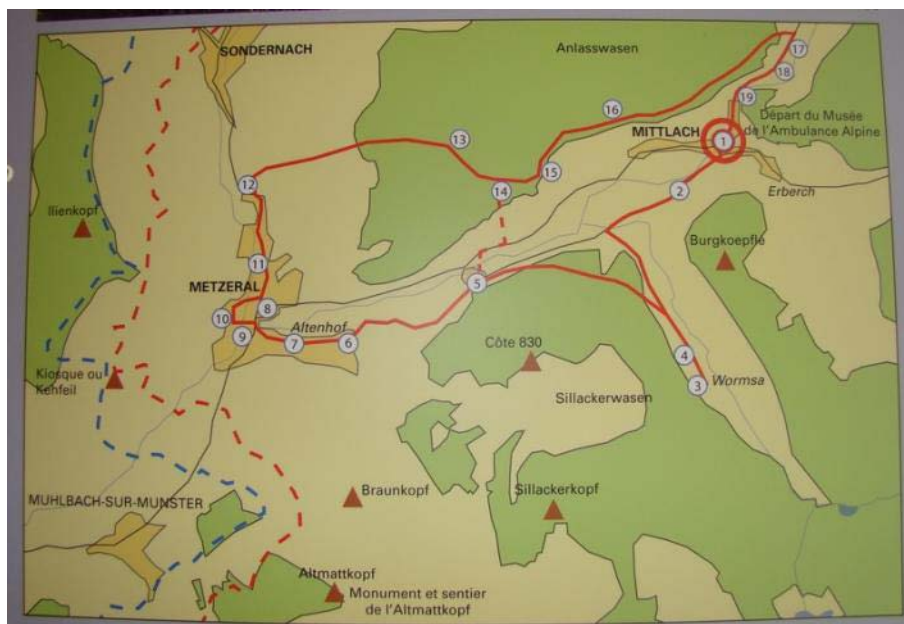 SONDERNACH
Anlasswasen
17
18
19
16
Départ du Musée
de l'Ambulance Alpine
MITTLACH
1
13
15
14
2
12
Erberch
Ilienkopf
Burgkoepflé
11
METZERAL
5
8
10
Altenhof
9
7
6
Côte 830
4
Kiosque ou
Kehfeil
3
Wormsa
Sillackerwasen
MUHLBACH-SUR-MUNSTER
Braunkopf
Sillackerkopf
Altmattkopf
Monument et sentier
de l'Altmattkopf